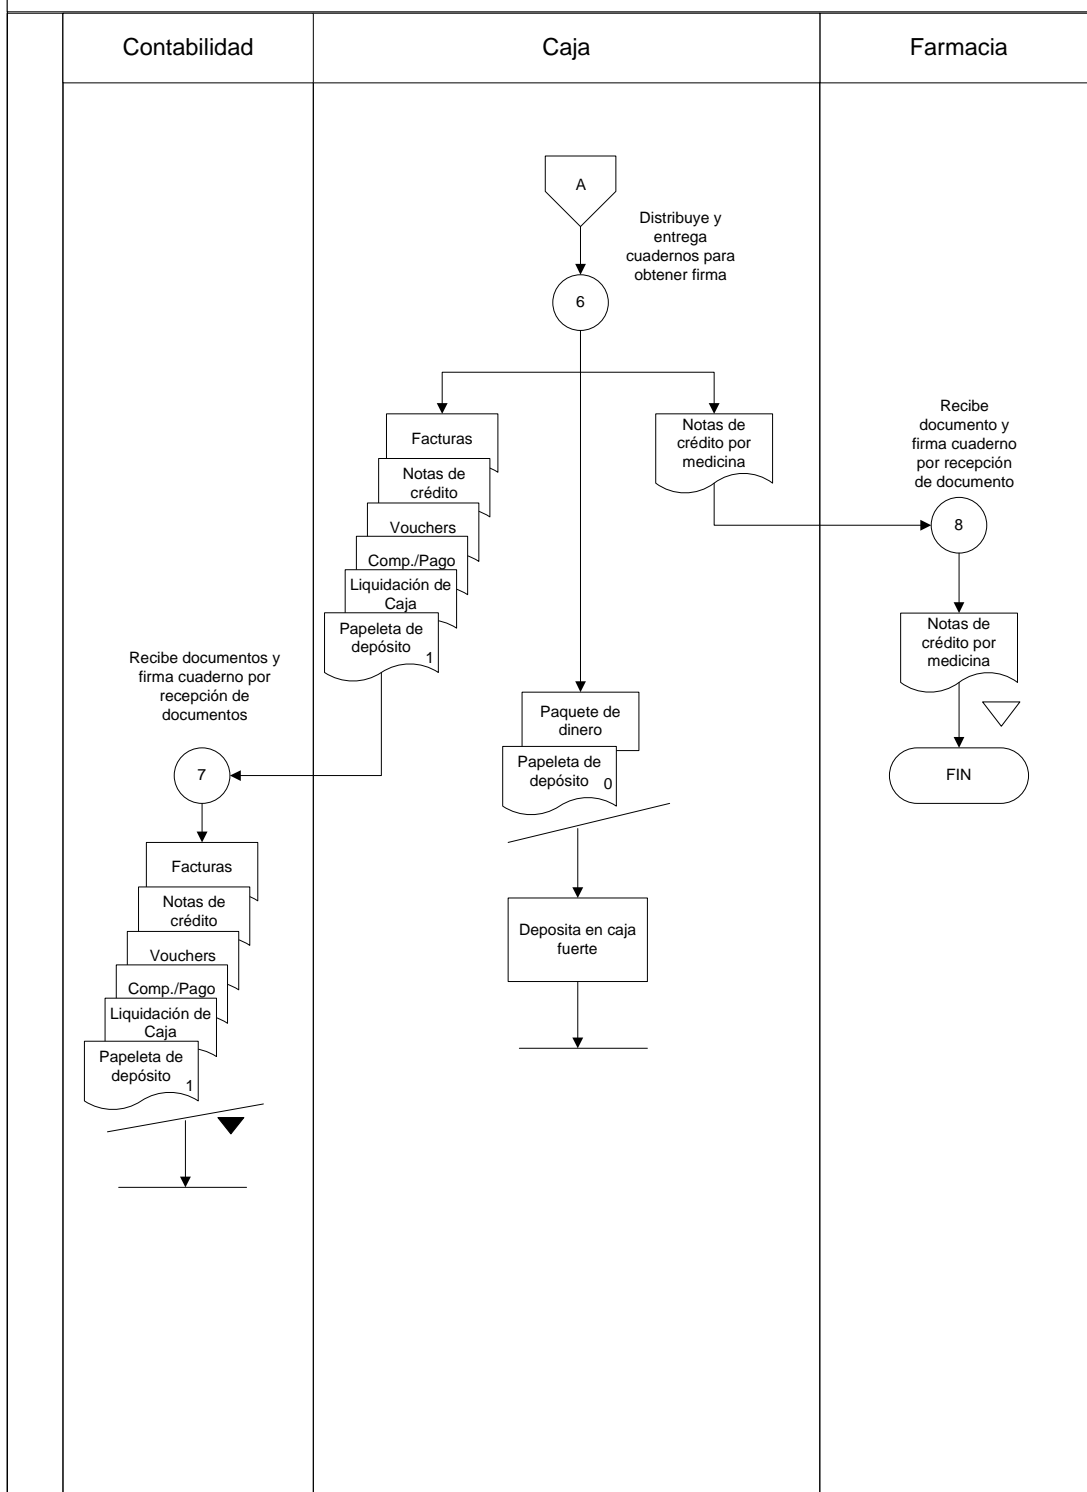 Contabilidad
Caja
Farmacia
A
Distribuye y
entrega
cuadernos para
obtener firma
6
Facturas
Notas de
crédito
Vouchers
Comp./Pago
Liquidación de
Caja
Papeleta de
depósito
1
Notas de
crédito por
medicina
Recibe
documento y
firma cuaderno
por recepción
de documento
8
Notas de
crédito por
medicina
FIN
Recibe documentos y
firma cuaderno por
recepción de
documentos
7
Paquete de
dinero
Papeleta de
depósito
0
Deposita en caja
fuerte
Facturas
Notas de
crédito
Vouchers
Comp./Pago
Liquidación de
Caja
Papeleta de
depósito
1